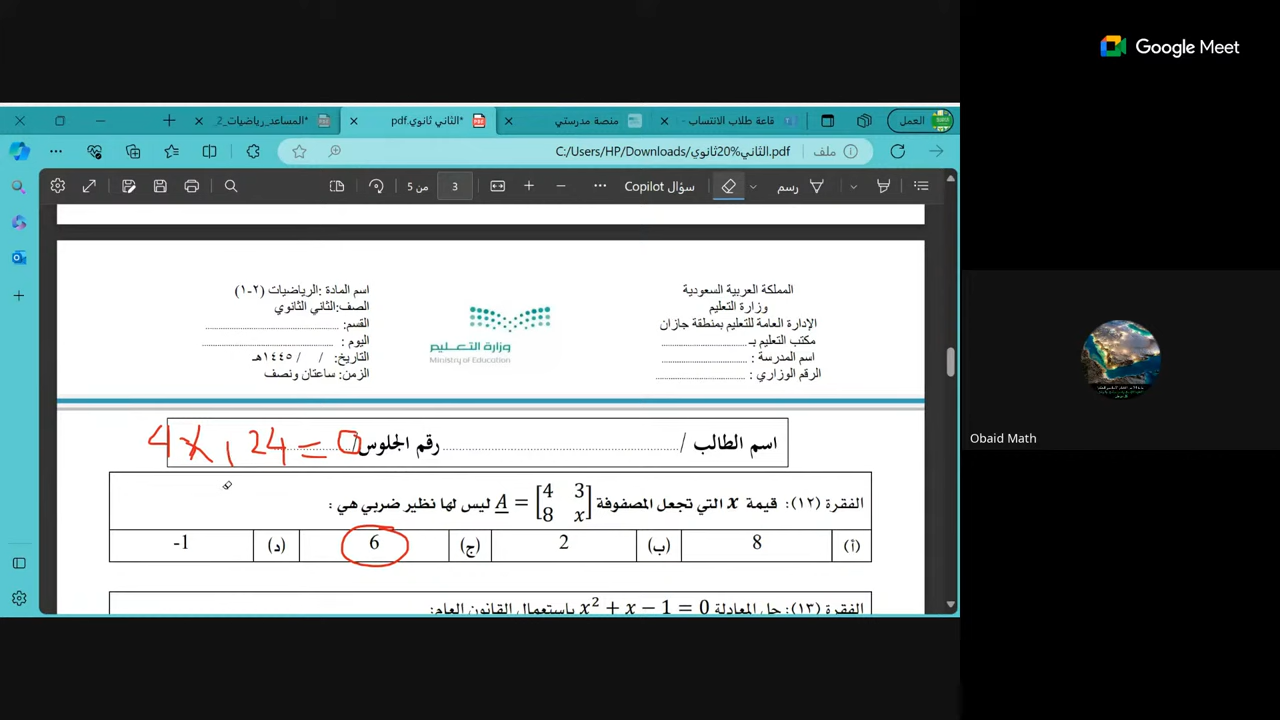 Google Meet
العمل
قاعة طلاب الانتساب -
منصة مدرستي
*الثاني ثانوي.pdf
*المساعد_رياضيات_2
ملف
C:/Users/HP/Downloads/الثاني%20ثانوي.pdf
رسم
سؤال Copilot
3
من 5
المملكة العربية السعودية
وزارة التعليم
الإدارة العامة للتعليم بمنطقة جازان
مكتب التعليم بـ
اسم المدرسة :
الرقم الوزاري :
وزارة التعليم
Ministry of Education
اسم المادة :الرياضيات (٢-١)
الصف:الثاني الثانوي
القسم:
اليوم :
التاريخ: / / ١٤٤٥هـ
الزمن: ساعتان ونصف
اسم الطالب / رقم الجلوس/
4x, 24 = 0
الفقرة (١٢): قيمة x التي تجعل المصفوفة A = [4 3 8 x] ليس لها نظير ضربي هي :
(أ) 8 (ب) 2 (ج) 6 (د) -1
الفقرة (١٣): حل المعادلة x² + x − 1 = 0 باستعمال القانون العام:
Obaid Math